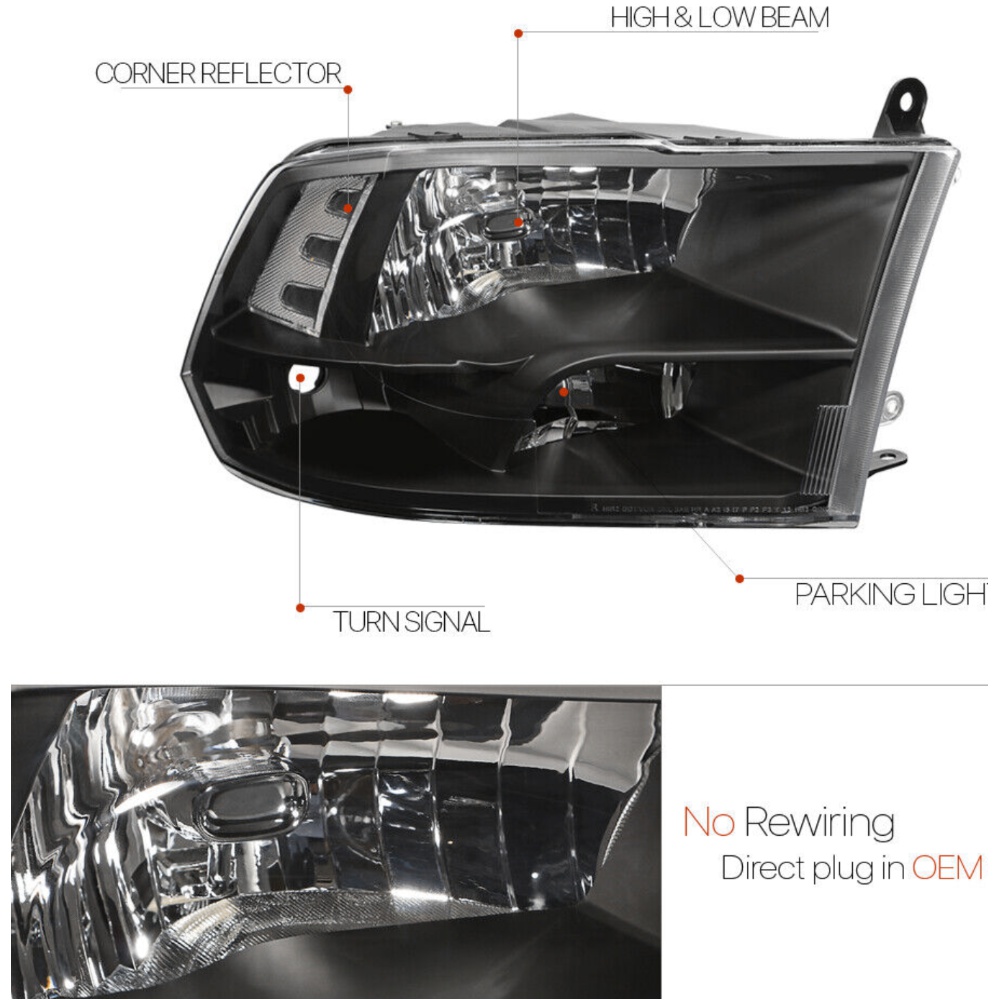 HIGH & LOW BEAM
CORNER REFLECTOR
PARKING LIGH
TURN SIGNAL
No Rewiring
Direct plug in OEM